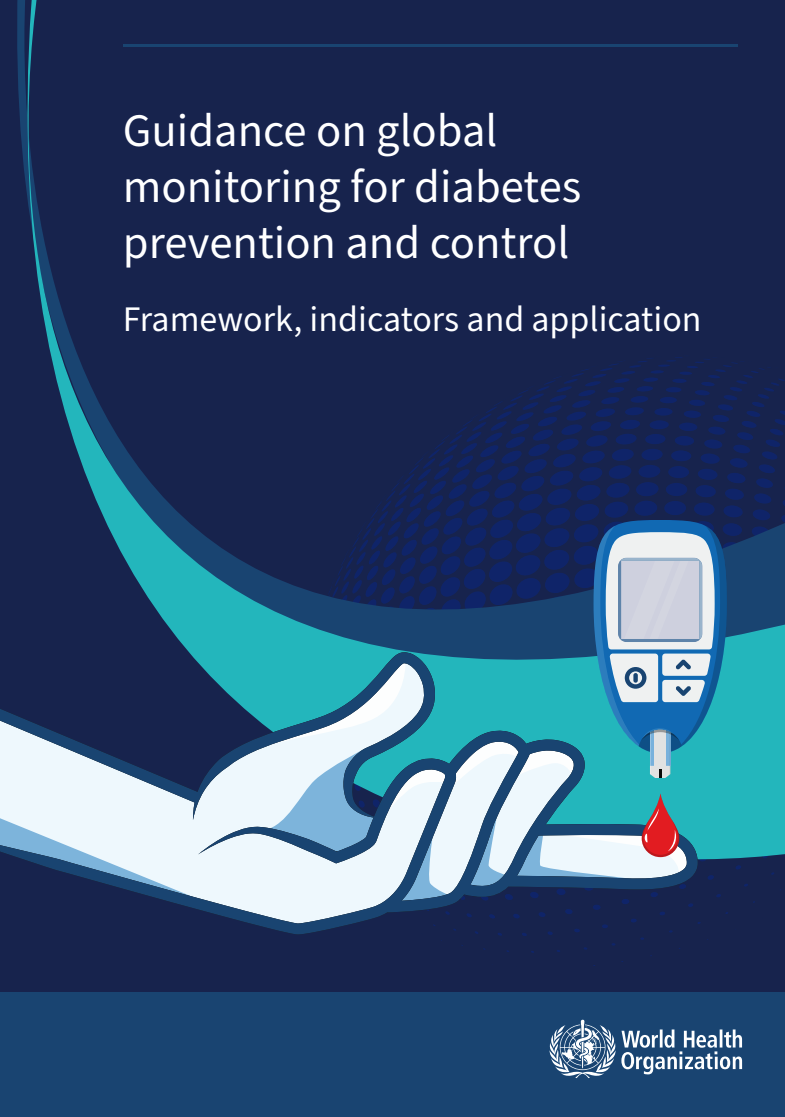 Guidance on global
monitoring for diabetes
prevention and control
Framework, indicators and application
World Health
Organization